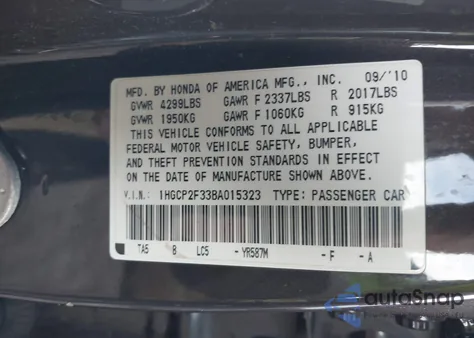 MFD. BY HONDA OF AMERICA MFG., INC. 09/'10
GVWR 4299LBS GAWR F 2337LBS R 2017LBS
GVWR 1950KG GAWR F 1060KG R 915KG
THIS VEHICLE CONFORMS TO ALL APPLICABLE
FEDERAL MOTOR VEHICLE SAFETY, BUMPER,
AND THEFT PREVENTION STANDARDS IN EFFECT
ON THE DATE OF MANUFACTURE SHOWN ABOVE.
V.I.N.: 1HGCP2F33BA015323 TYPE: PASSENGER CAR
TA5 8 LC5 - YR587M - F - A
autoSnap